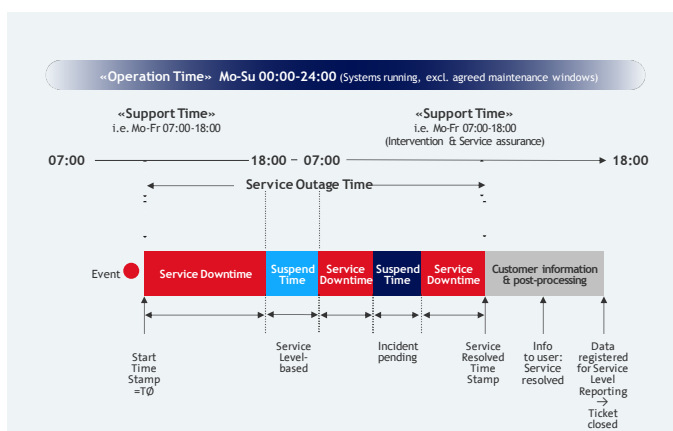 «Operation Time» Mo-Su 00:00-24:00 (Systems running, excl. agreed maintenance windows)
«Support Time»
i.e. Mo-Fr 07:00-18:00
«Support Time»
i.e. Mo-Fr 07:00-18:00
(Intervention & Service assurance)
07:00
18:00 – 07:00
18:00
Service Outage Time
Event
Service Downtime
Suspend
Time
Service
Downtime
Suspend
Time
Service
Downtime
Customer information
& post-processing
Start
Time
Stamp
=TØ
Service
Level-
based
Incident
pending
Service
Resolved
Time
Stamp
Info
to user:
Service
resolved
Data
registered
for Service
Level
Reporting
→
Ticket
closed